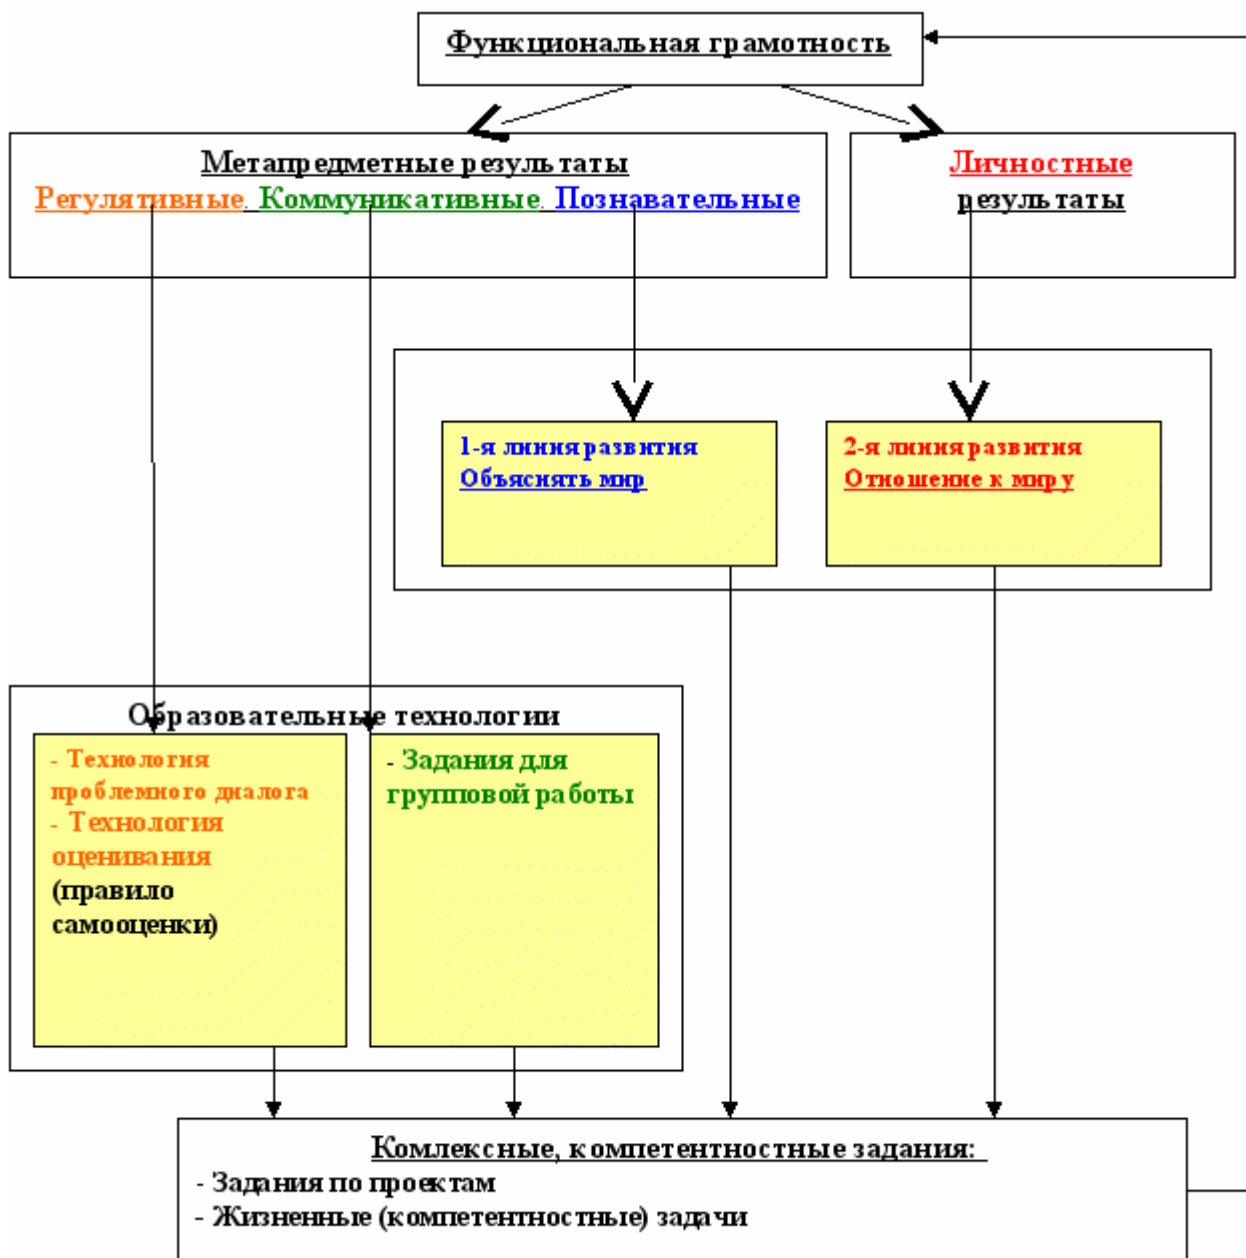 Функциональная грамотность
Метапредметные результаты
Регулятивные. Коммуникативные. Познавательные
Личностные
результаты
1-я линия развития
Объяснять мир
2-я линия развития
Отношение к миру
Образовательные технологии
- Технология
проблемного диалога
- Технология
оценивания
(правило
самооценки)
- Задания для
групповой работы
Комлексные, компетентностные задания:
- Задания по проектам
- Жизненные (компетентностные) задачи